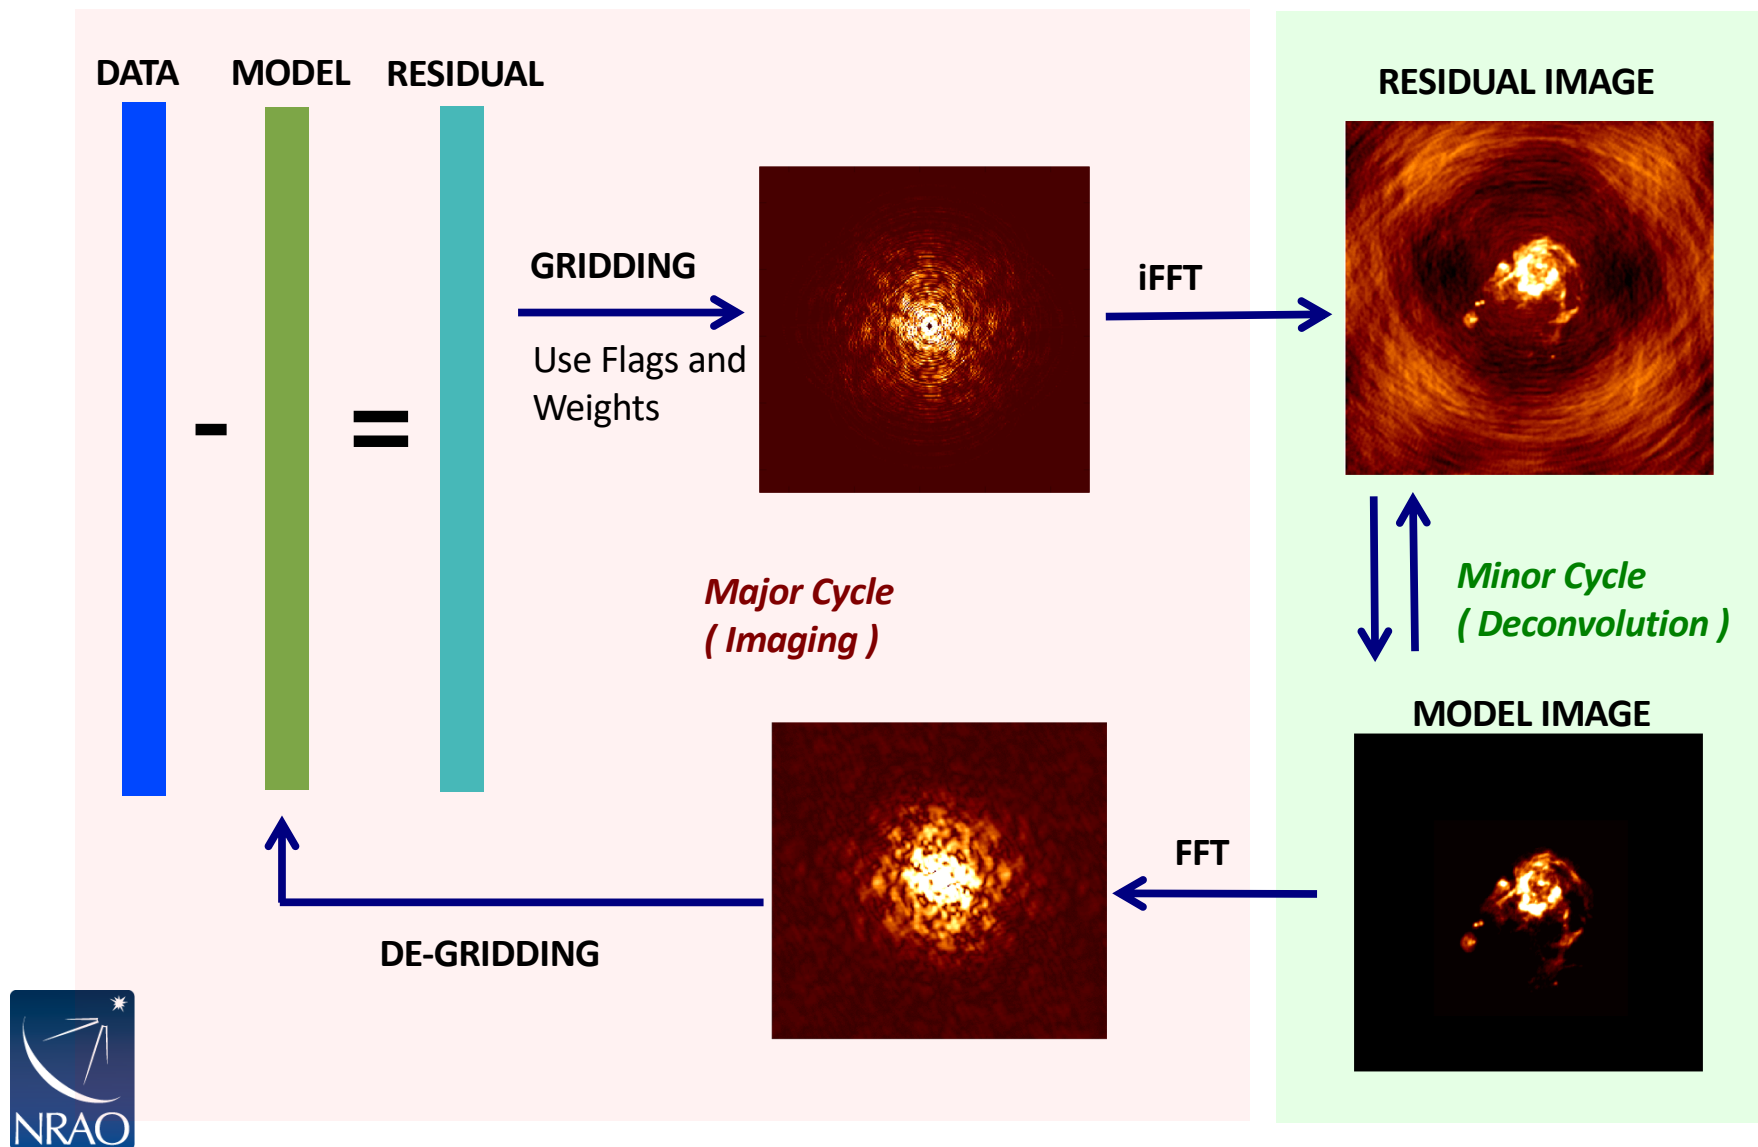 DATA
MODEL
RESIDUAL
-
=
GRIDDING
Use Flags and
Weights
iFFT
RESIDUAL IMAGE
Major Cycle
( Imaging )
Minor Cycle
( Deconvolution )
MODEL IMAGE
FFT
DE-GRIDDING
NRAO